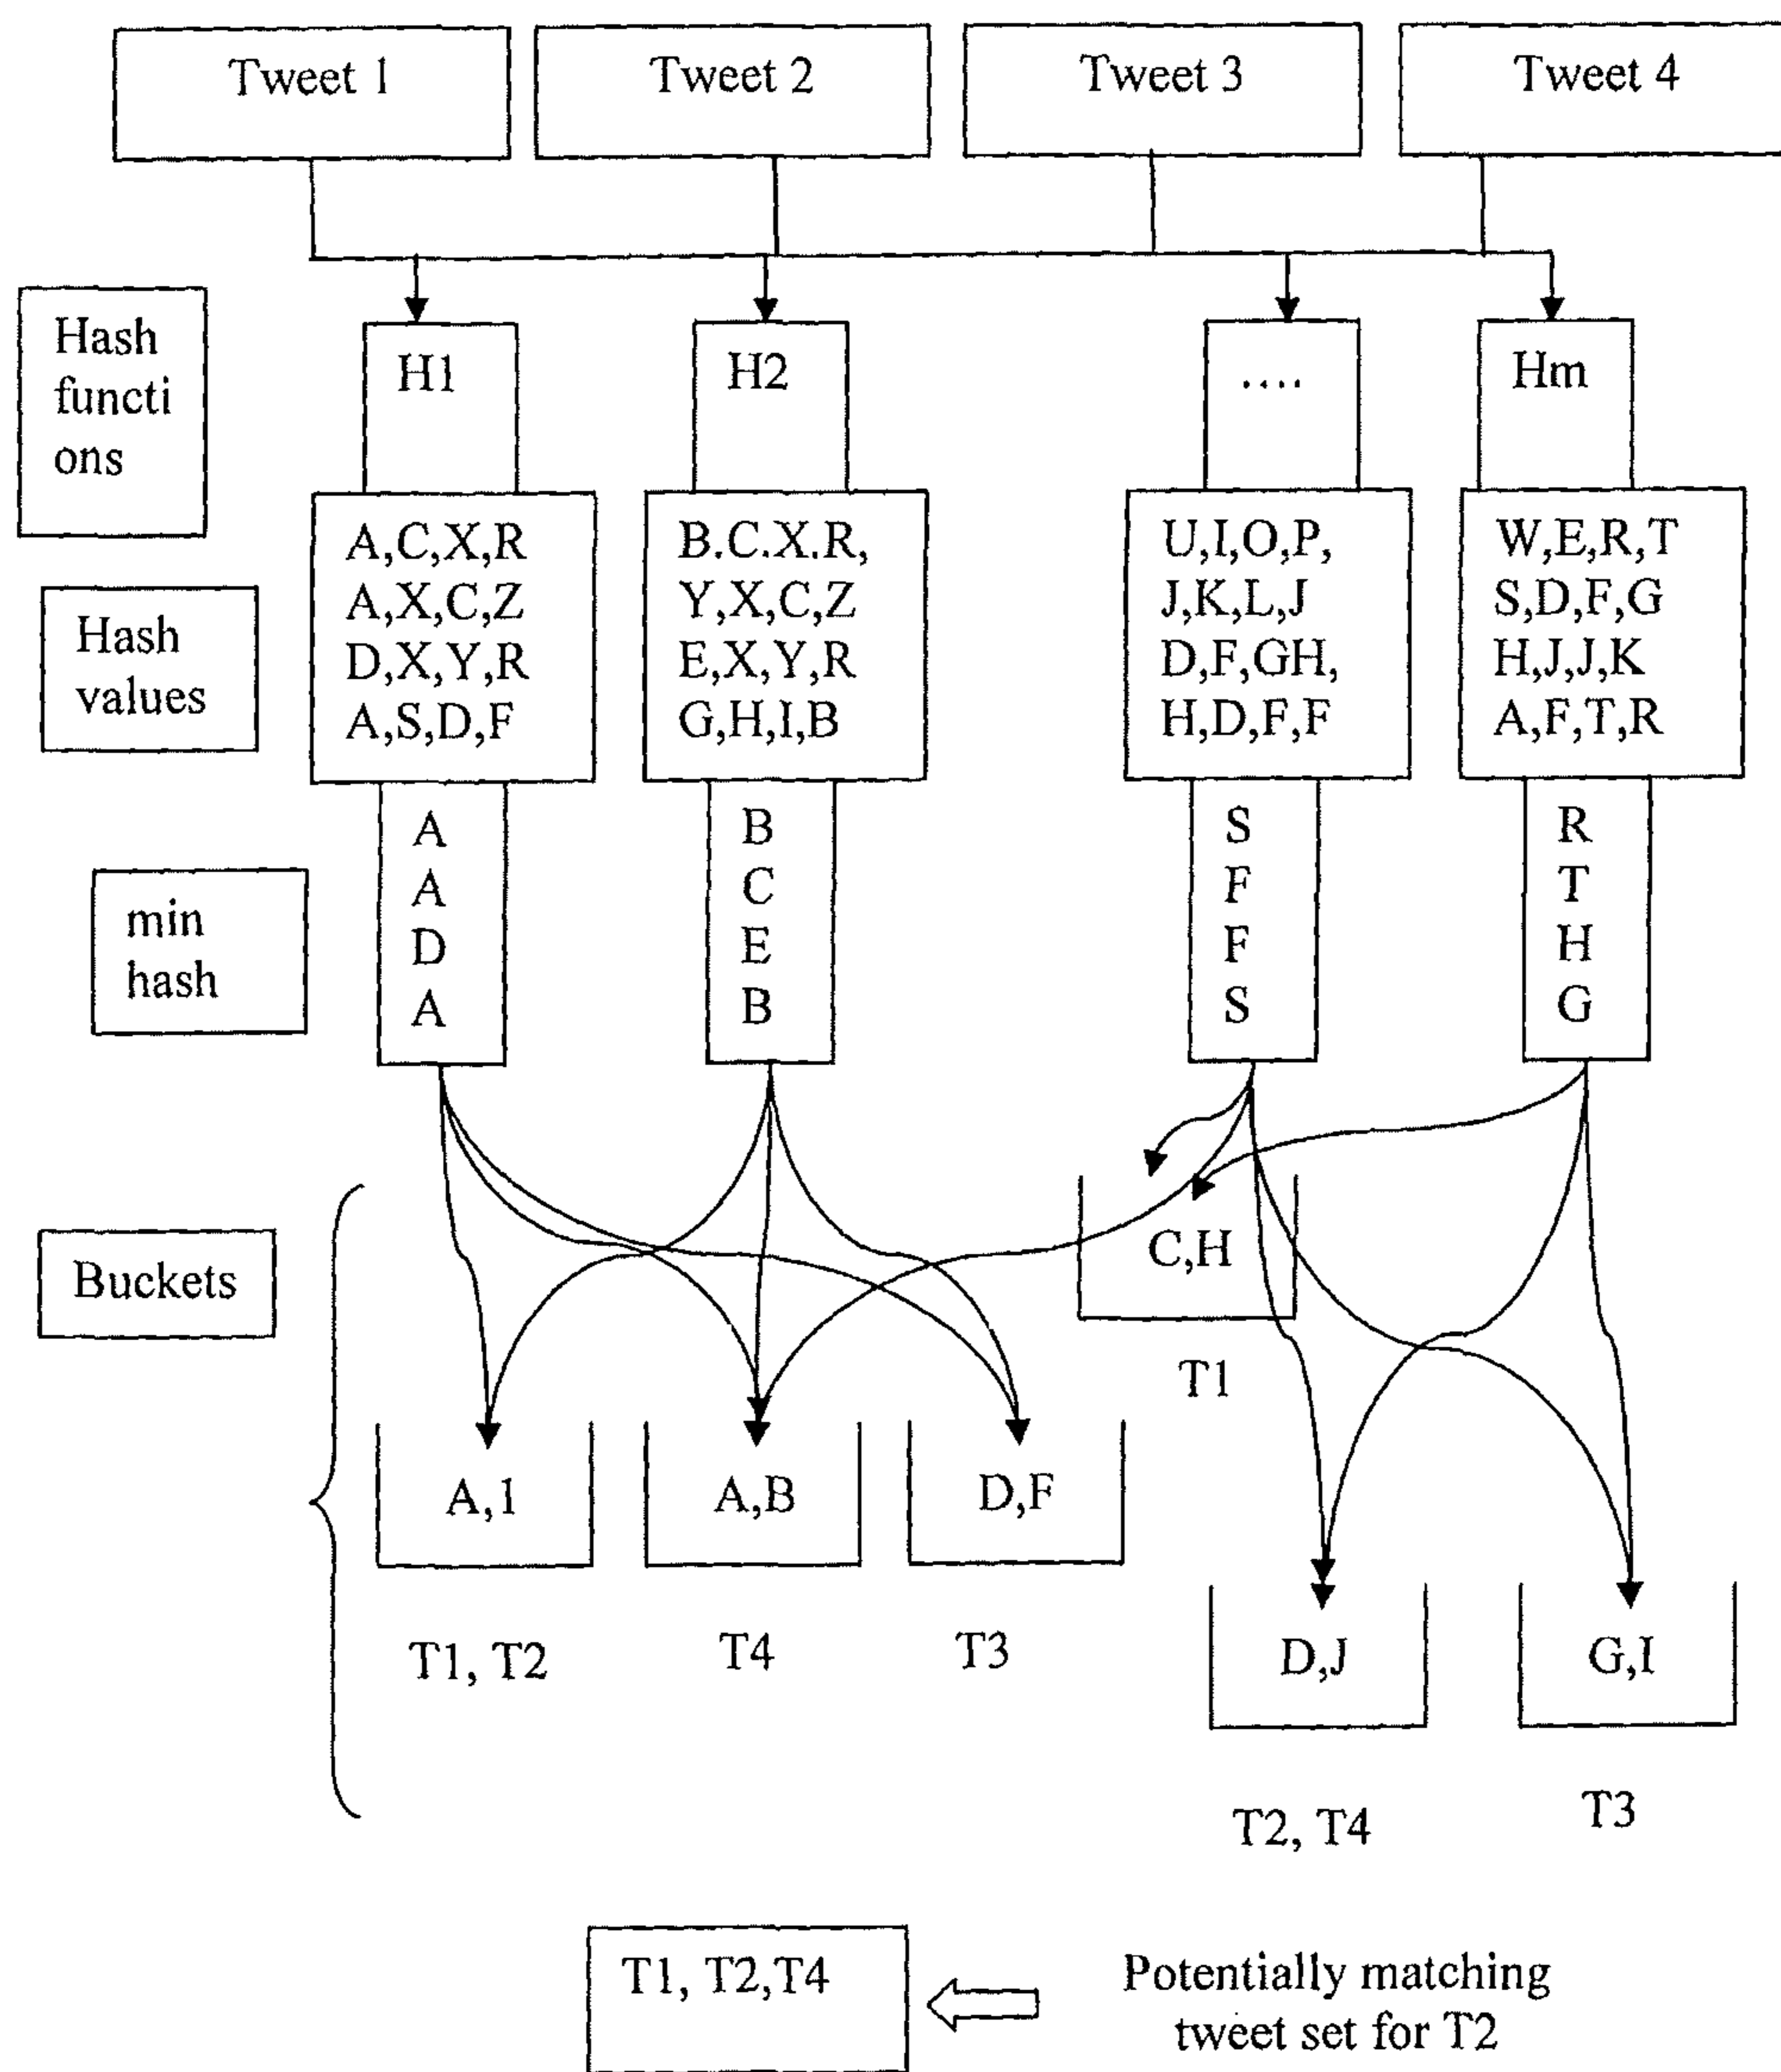 Tweet 1
Tweet 2
Tweet 3
Tweet 4
Hash
functi
ons
H1
H2
....
Hm
Hash
values
A,C,X,R
A,X,C,Z
D,X,Y,R
A,S,D,F
B.C.X.R,
Y,X,C,Z
E,X,Y,R
G,H,I,B
U,I,O,P,
J,K,L,J
D,F,GH,
H,D,F,F
W,E,R,T
S,D,F,G
H,J,J,K
A,F,T,R
min
hash
A
A
D
A
B
C
E
B
S
F
F
S
R
T
H
G
Buckets
C,H
T1
A,1
A,B
D,F
T1, T2
T4
T3
D,J
G,I
T2, T4
T3
T1, T2,T4
Potentially matching
tweet set for T2